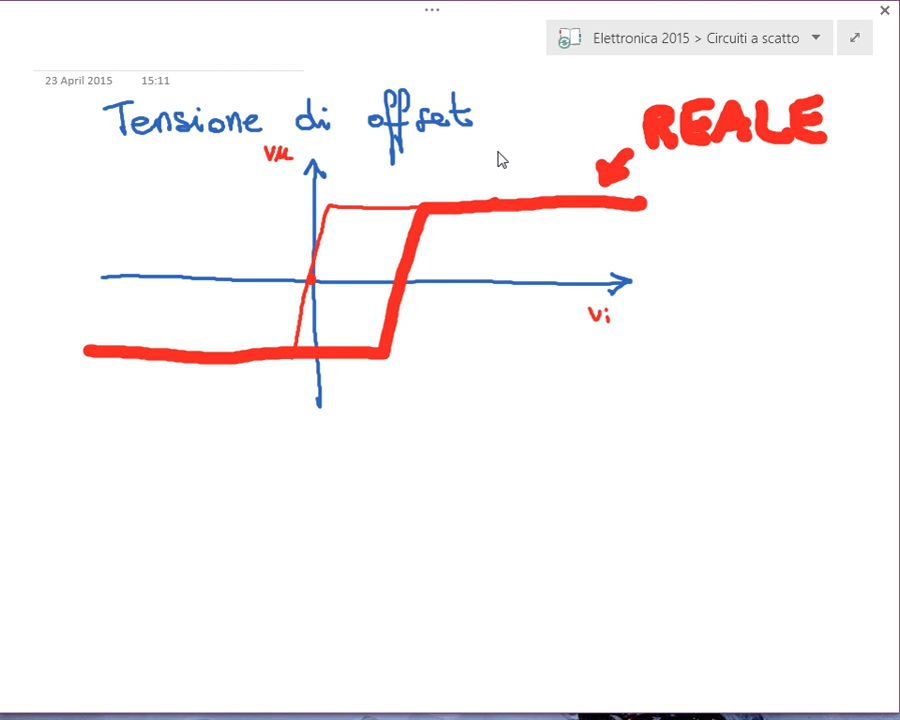 Elettronica 2015 > Circuiti a scatto
23 April 2015 15:11
Tensione di offset
REALE
Vu
Vi